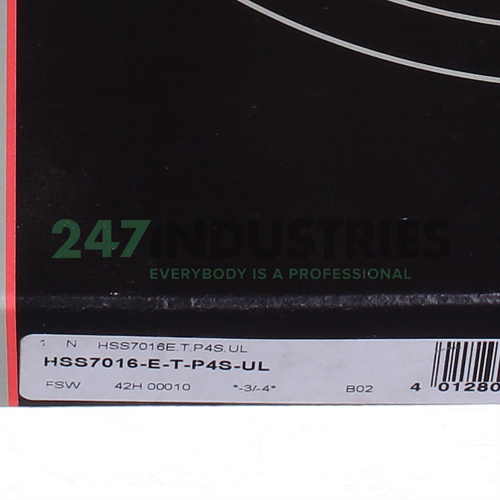 247INDUSTRIES
EVERYBODY IS A PROFESSIONAL
1 N HSS7016E.T.P4S.UL
HSS7016-E-T-P4S-UL
FSW 42H 00010 *-3/-4* B02 4 01280